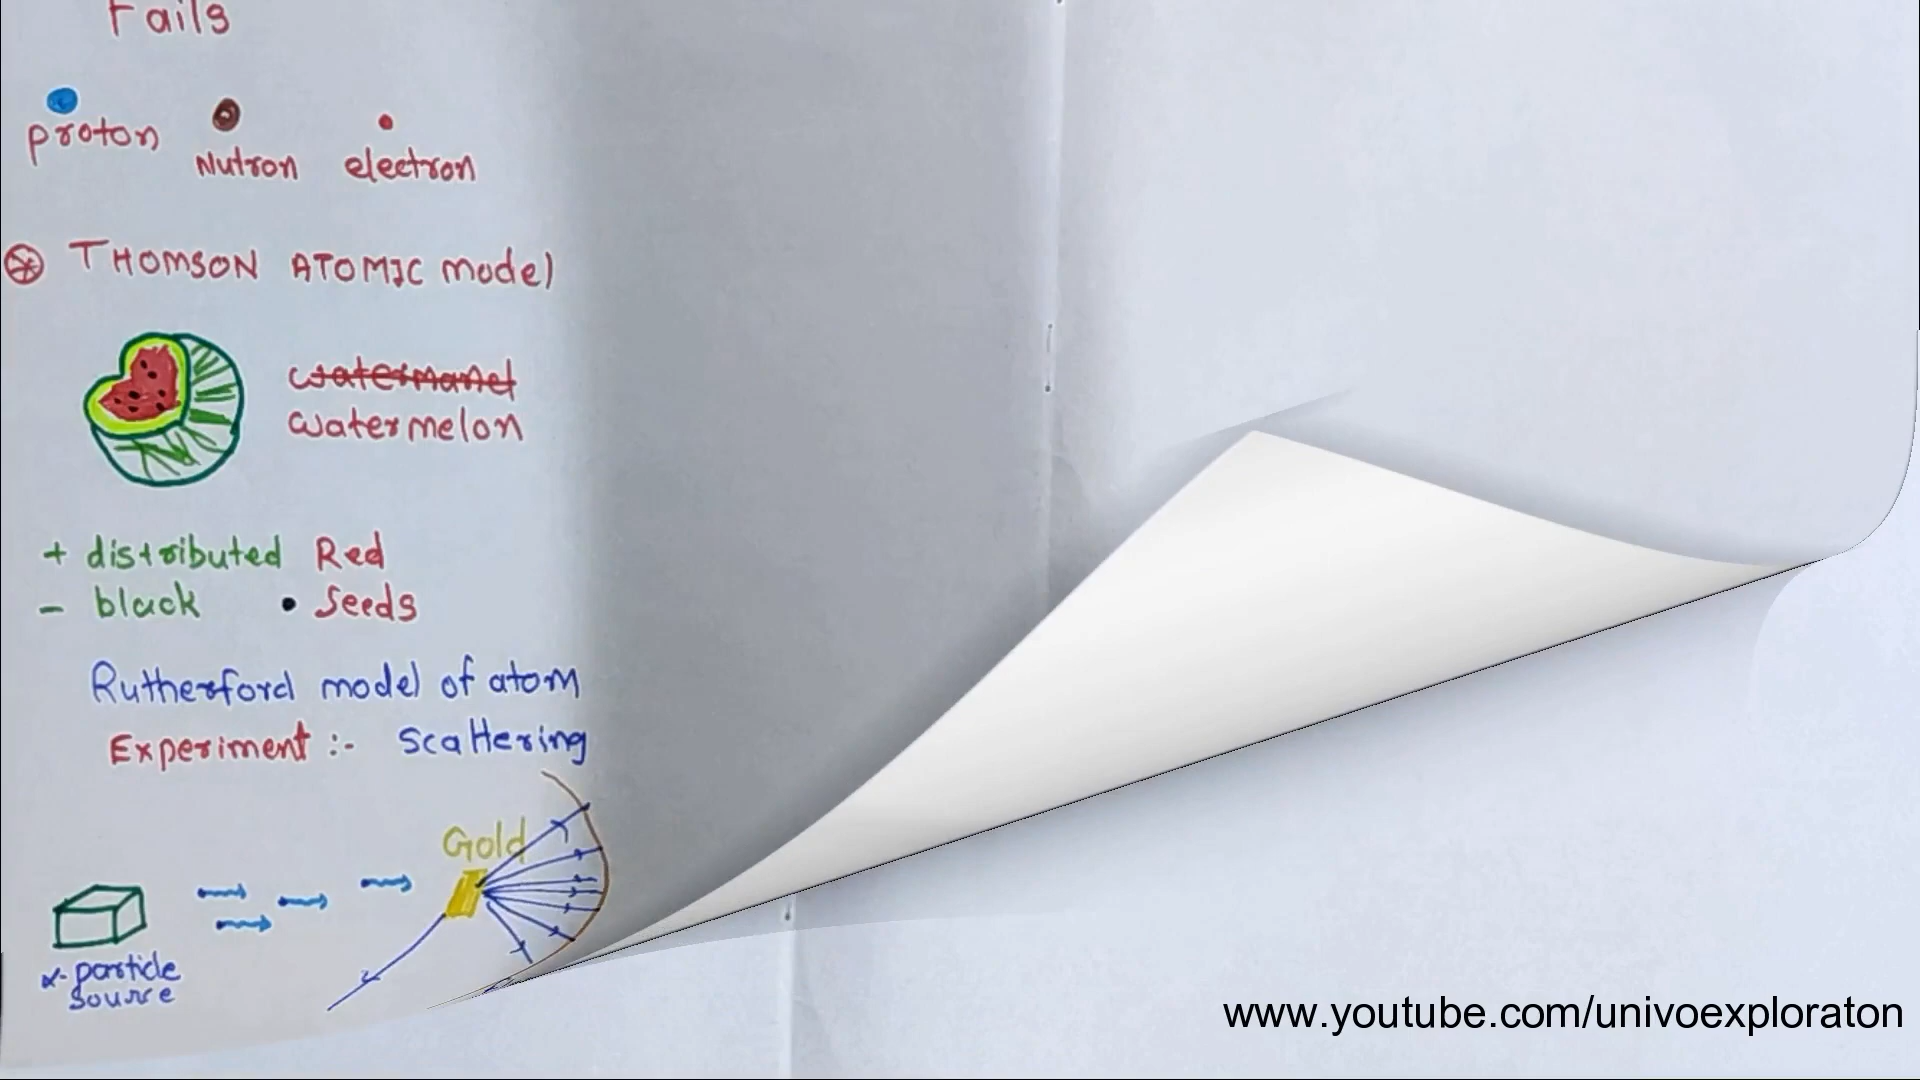 Fails
proton Nutron electron
THOMSON ATOMIC model
watermanel
watermelon
+ distributed Red
- black • Seeds
Rutherford model of atom
Experiment :- Scattering
Gold
α-particle
source
www.youtube.com/univoexploraton